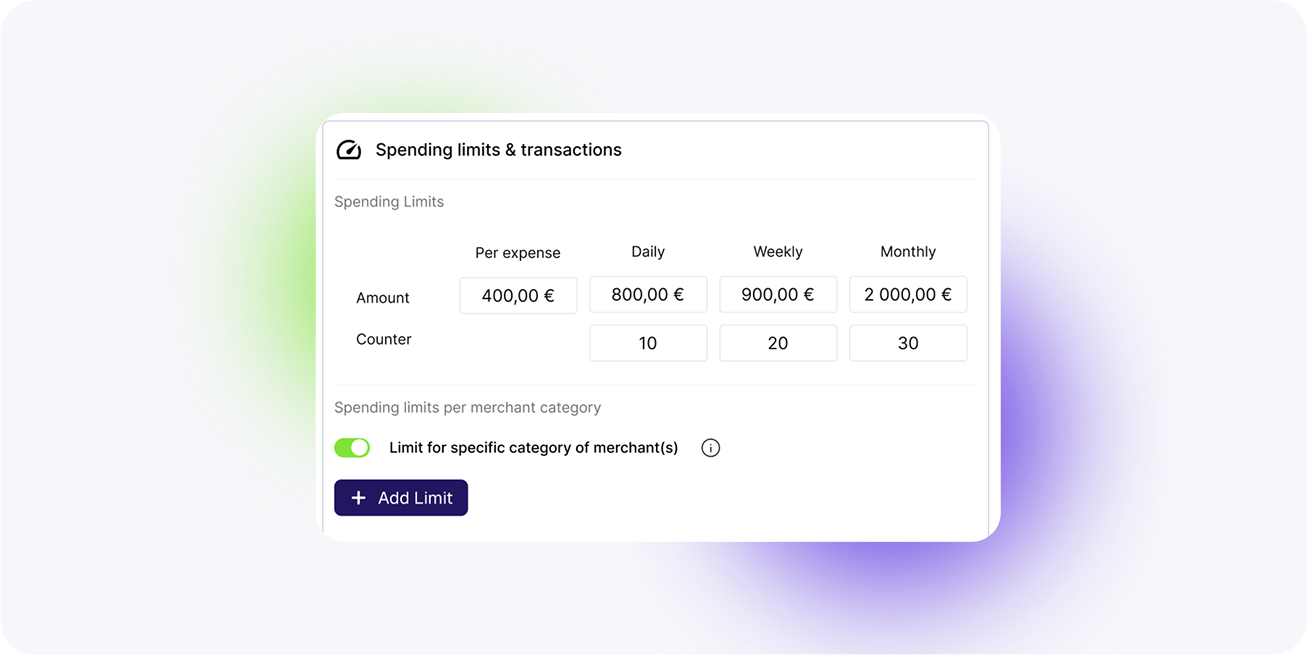 Spending limits & transactions
Spending Limits
Per expense Daily Weekly Monthly
Amount 400,00 € 800,00 € 900,00 € 2 000,00 €
Counter 10 20 30
Spending limits per merchant category
Limit for specific category of merchant(s)
+ Add Limit